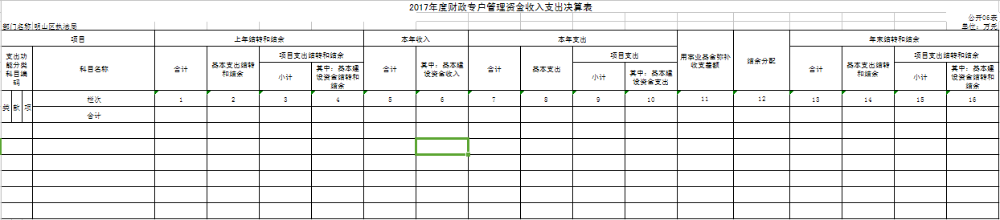 2017年度财政专户管理资金收入支出决算表
公开06表
部门名称:明山区执法局
单位：万元
项目
上年结转和结余
本年收入
本年支出
用事业基金弥补
收支差额
结余分配
年末结转和结余
支出功
能分类
科目编
码
科目名称
合计
基本支出结转
和结余
项目支出结转和结余
小计
其中：基本建
设资金结转和
结余
合计
其中：基本建
设资金收入
合计
基本支出
项目支出
小计
其中：基本建
设资金支出
合计
基本支出结转
和结余
项目支出结转和结余
小计
其中：基本建
设资金结转和
结余
类 款 项
栏次 1 2 3 4 5 6 7 8 9 10 11 12 13 14 15 16
合计